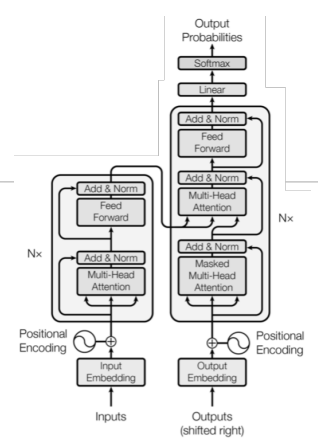 Output
Probabilities
Softmax
Linear
Add & Norm
Feed
Forward
Add & Norm
Multi-Head
Attention
Add & Norm
Masked
Multi-Head
Attention
Nx
Add & Norm
Feed
Forward
Add & Norm
Multi-Head
Attention
Nx
Positional
Encoding
Input
Embedding
Inputs
Positional
Encoding
Output
Embedding
Outputs
(shifted right)